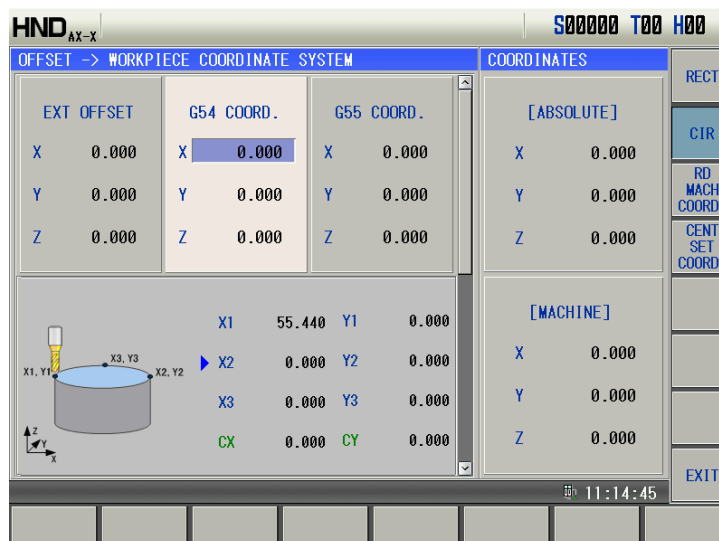 HND AX-X S00000 T00 H00
OFFSET -> WORKPIECE COORDINATE SYSTEM COORDINATES
EXT OFFSET G54 COORD. G55 COORD. [ABSOLUTE]
X 0.000 X 0.000 X 0.000 X 0.000
Y 0.000 Y 0.000 Y 0.000 Y 0.000
Z 0.000 Z 0.000 Z 0.000 Z 0.000
X1 55.440 Y1 0.000
X2 0.000 Y2 0.000
X3 0.000 Y3 0.000
CX 0.000 CY 0.000
X1, Y1 X3, Y3 X2, Y2
Z
Y
X
[MACHINE]
X 0.000
Y 0.000
Z 0.000
RECT
CIR
RD
MACH
COORD
CENT
SET
COORD
EXIT
11:14:45